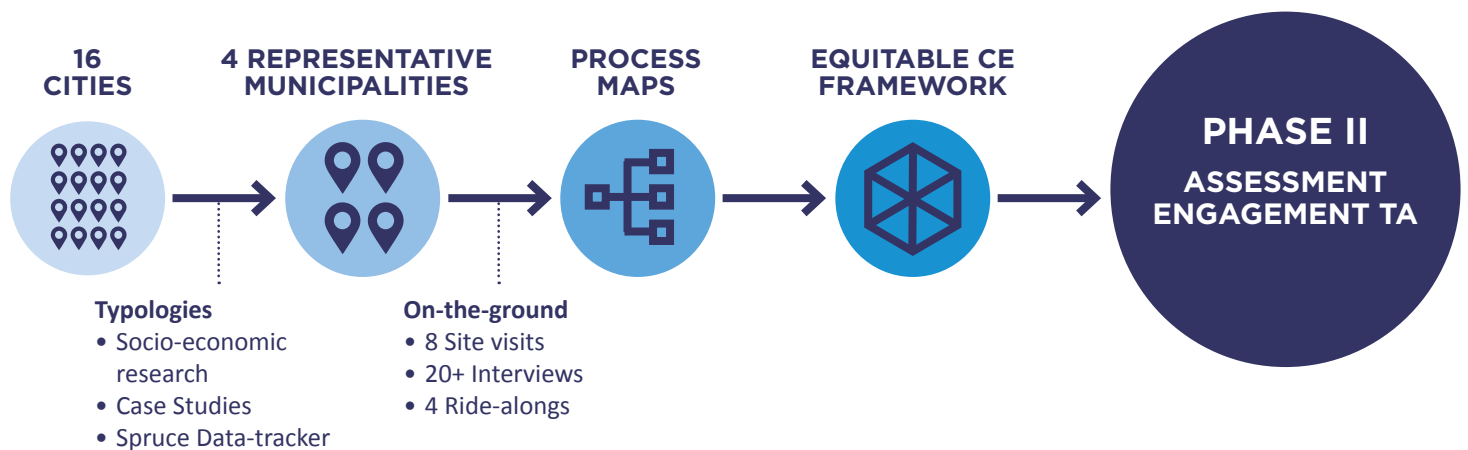 16
CITIES
4 REPRESENTATIVE
MUNICIPALITIES
PROCESS
MAPS
EQUITABLE CE
FRAMEWORK
PHASE II
ASSESSMENT
ENGAGEMENT TA
Typologies
• Socio-economic
research
• Case Studies
• Spruce Data-tracker
On-the-ground
• 8 Site visits
• 20+ Interviews
• 4 Ride-alongs